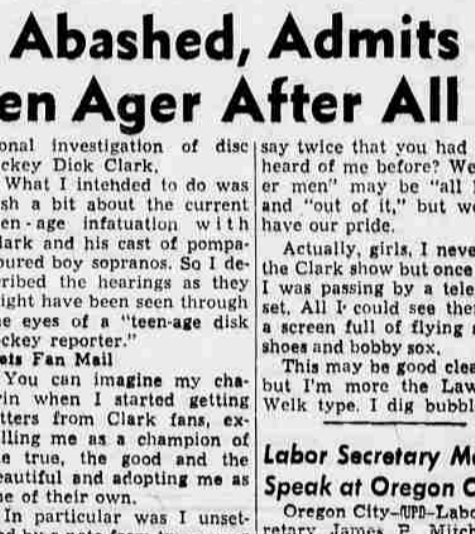 Abashed, Admits
en Ager After All
onal investigation of disc
ckey Dick Clark.
What I intehded to do was
sh a bit about the current
en-age infatuation with
lark and his cast of pompa-
oured boy sopranos. So I de-
ribed the hearings as they
ight have been seen through
e eyes of a "teen-age disk
ckey reporter."
ets Fan Mail
You can imagine my cha-
rin when I started getting
tters from Clark fans, ex-
lling me as a champion of
e true, the good and the
eautiful and adopting me as
e of their own.
In particular was I unset-
say twice that you had
heard of me before? We
er men" may be "all
and "out of it," but we
have our pride.
Actually, girls, I neve
the Clark show but once
I was passing by a tele
set. All I could see the
a screen full of flying
shoes and bobby sox.
This may be good clea
but I'm more the Law
Welk type. I dig bubbl
Labor Secretary M
Speak at Oregon C
Oregon City-(UPI)-Labo
retary James P. Mitch